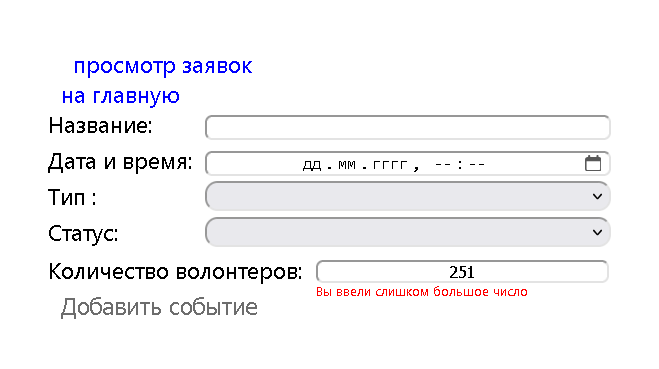 просмотр заявок
на главную
Название:
Дата и время: дд.мм.гггг, --:--
Тип :
Статус:
Количество волонтеров: 251
Вы ввели слишком большое число
Добавить событие